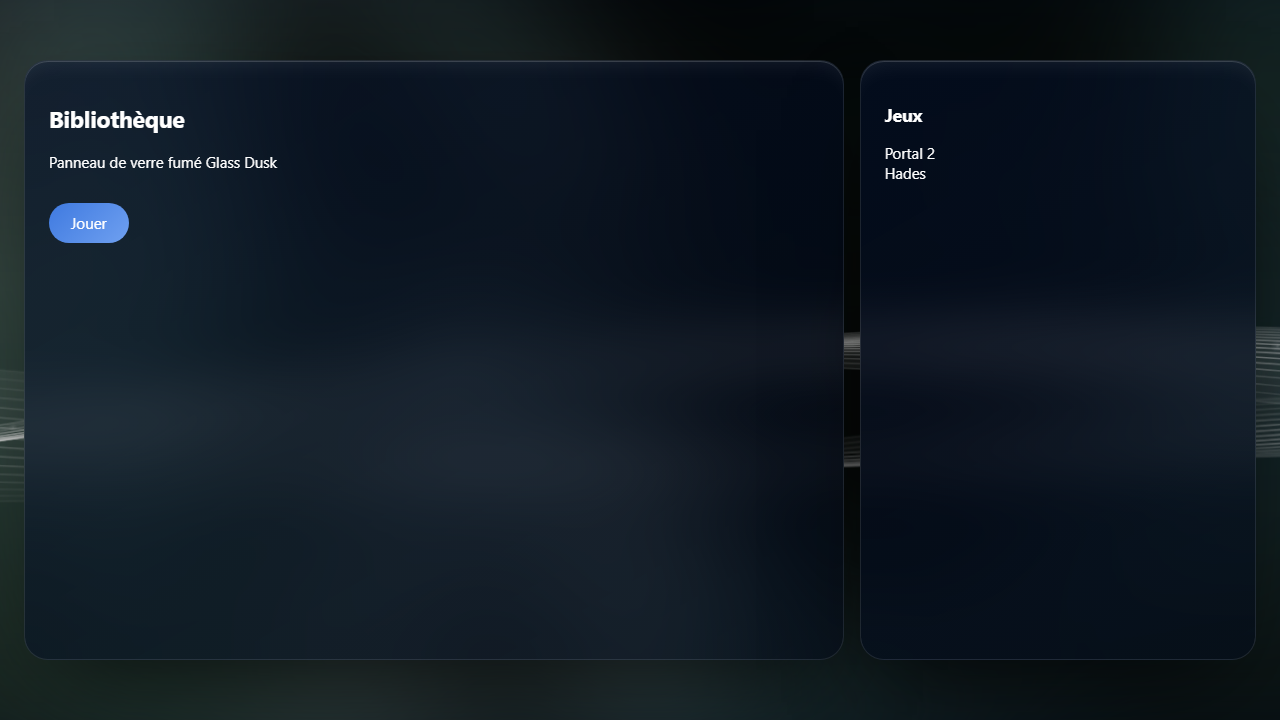 Bibliothèque
Panneau de verre fumé Glass Dusk
Jouer
Jeux
Portal 2
Hades